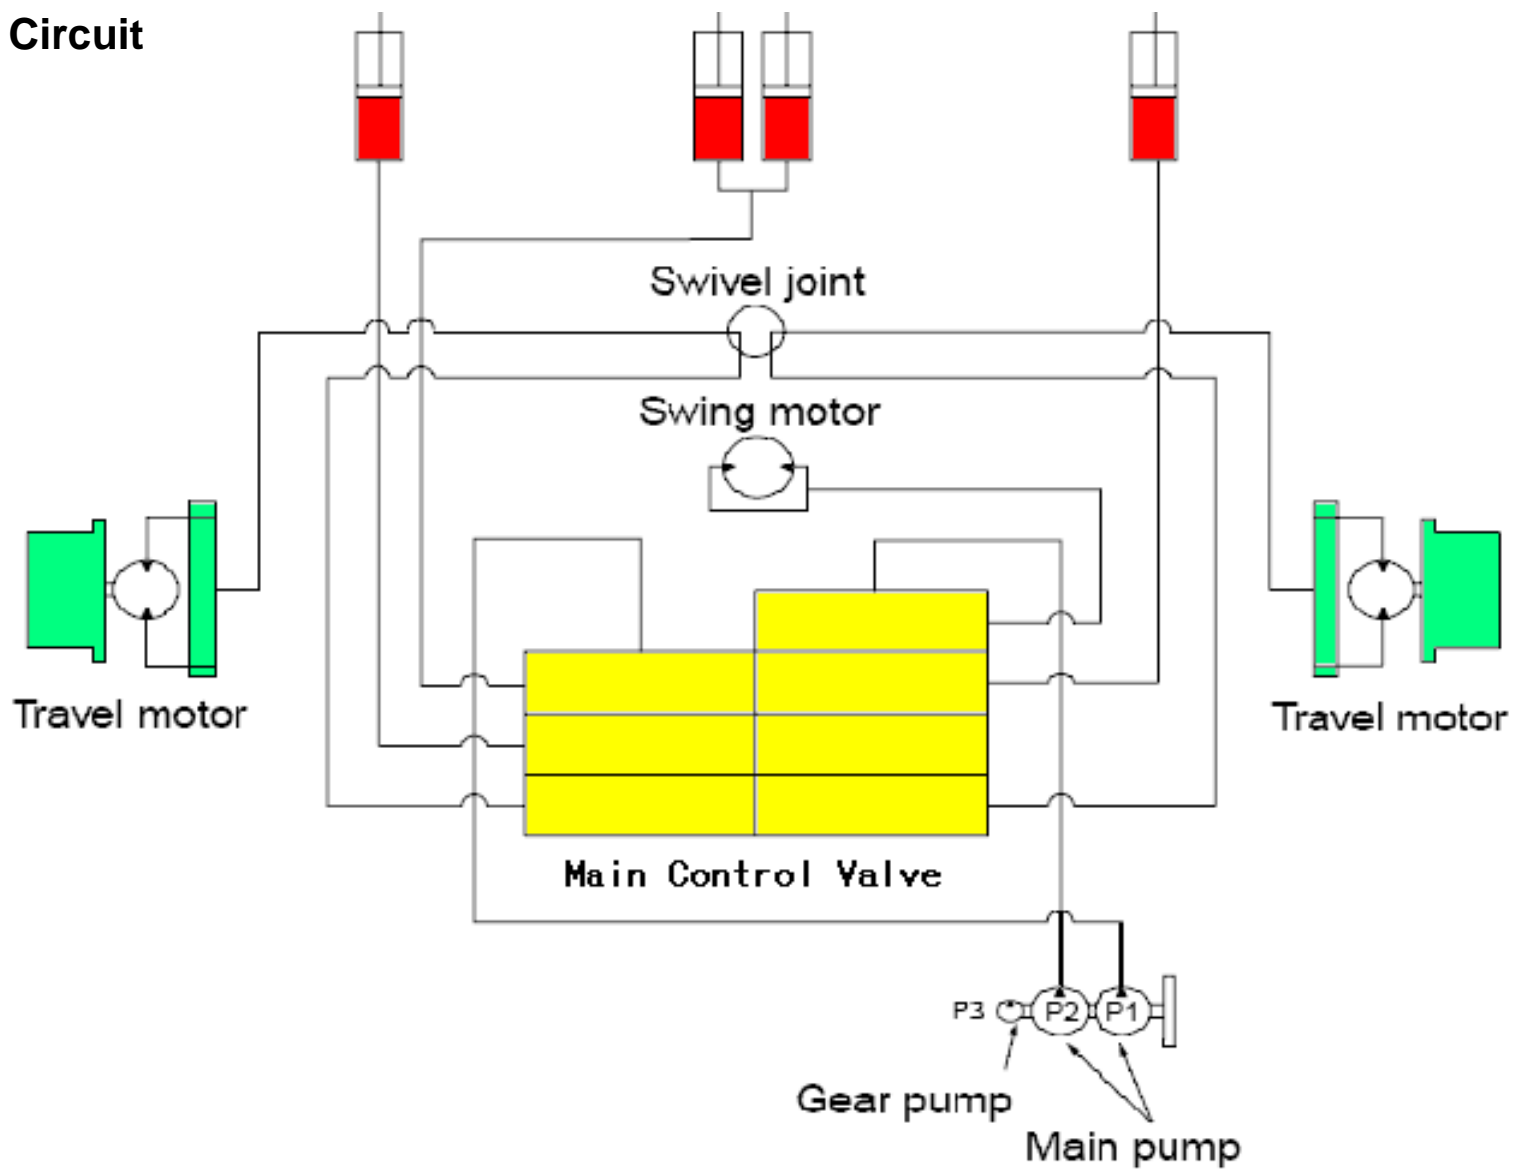 Circuit
Swivel joint
Swing motor
Travel motor
Travel motor
Main Control Valve
P3
P2
P1
Gear pump
Main pump